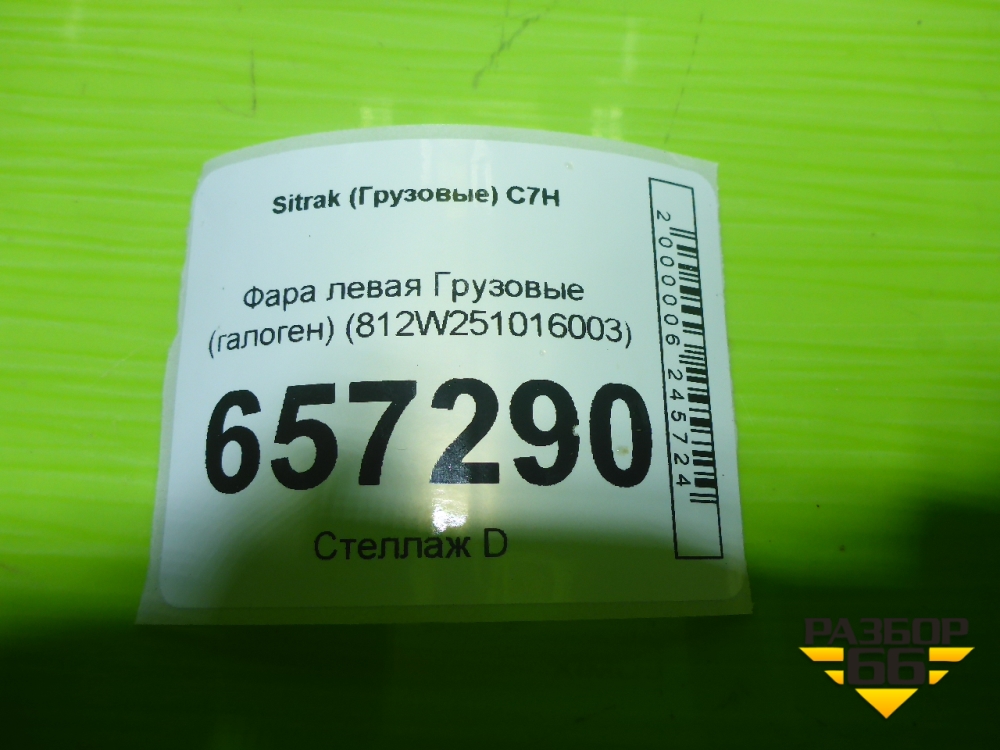 Sitrak (Грузовые) C7H
Фара левая Грузовые
(галоген) (812W251016003)
657290
Стеллаж D
2000006245724
РАЗБОР
66